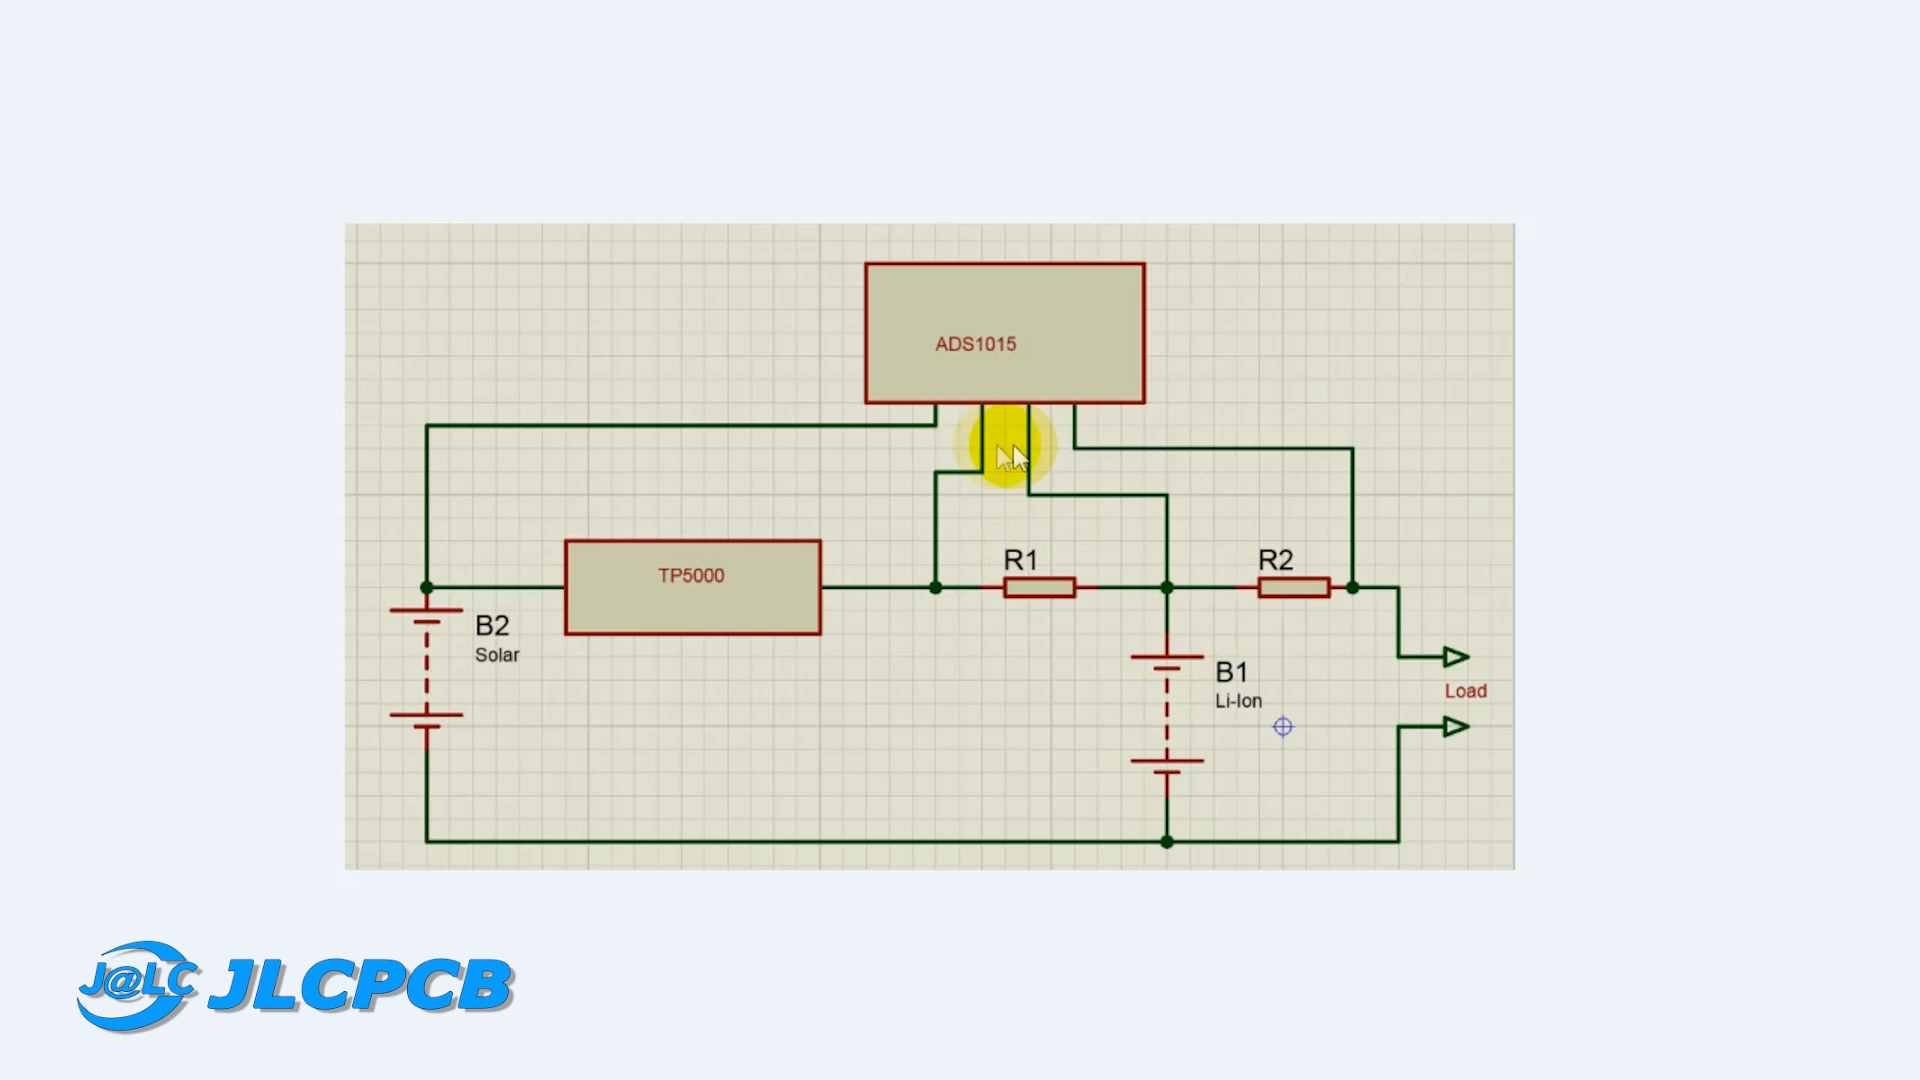 ADS1015
TP5000
R1
R2
B2
Solar
B1
Li-Ion
Load
J@LC JLCPCB